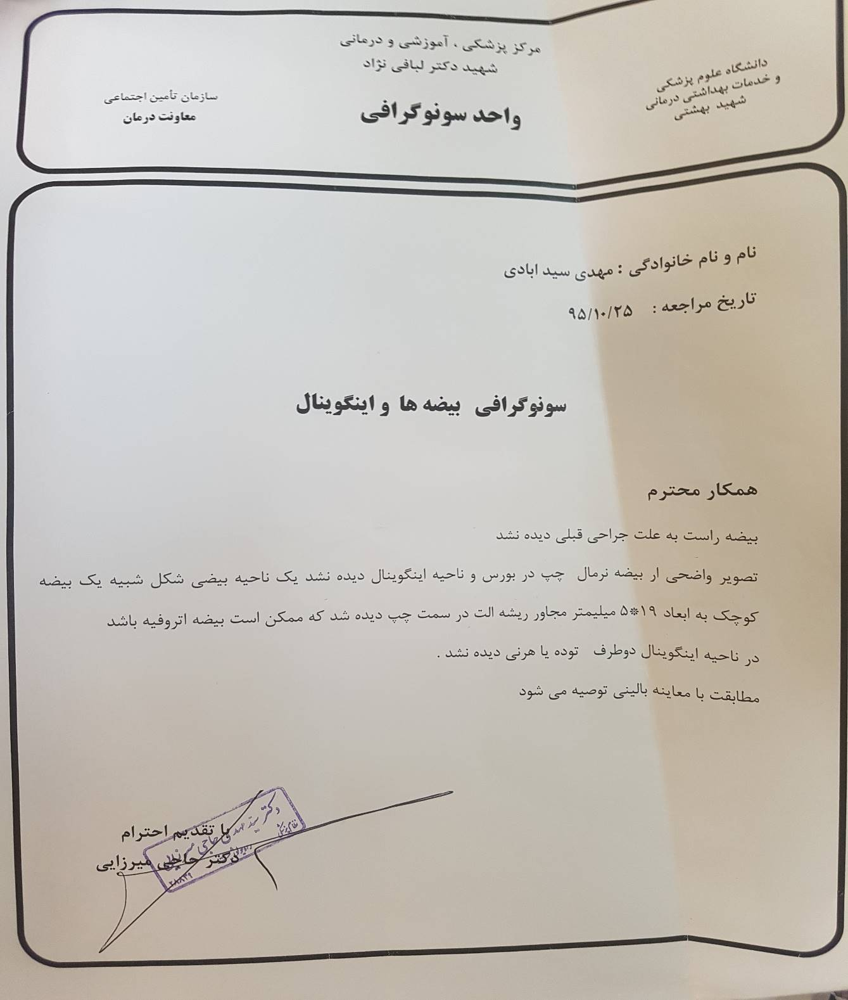 دانشگاه علوم پزشکی
و خدمات بهداشتی درمانی
شهید بهشتی
مرکز پزشکی ، آموزشی و درمانی
شهید دکتر لبافی نژاد
واحد سونوگرافی
سازمان تأمین اجتماعی
معاونت درمان
نام و نام خانوادگی : مهدی سید ابادی
تاریخ مراجعه : ۹۵/۱۰/۲۵
سونوگرافی بیضه ها و اینگوینال
همکار محترم
بیضه راست به علت جراحی قبلی دیده نشد
تصویر واضحی ار بیضه نرمال چپ در بورس و ناحیه اینگوینال دیده نشد یک ناحیه بیضی شکل شبیه یک بیضه
کوچک به ابعاد ۱۹*۵ میلیمتر مجاور ریشه الت در سمت چپ دیده شد که ممکن است بیضه اتروفیه باشد
در ناحیه اینگوینال دوطرف توده یا هرنی دیده نشد .
مطابقت با معاینه بالینی توصیه می شود
با تقدیم احترام
دکتر حاجی میرزایی
دکتر سید
نظام پزشکی